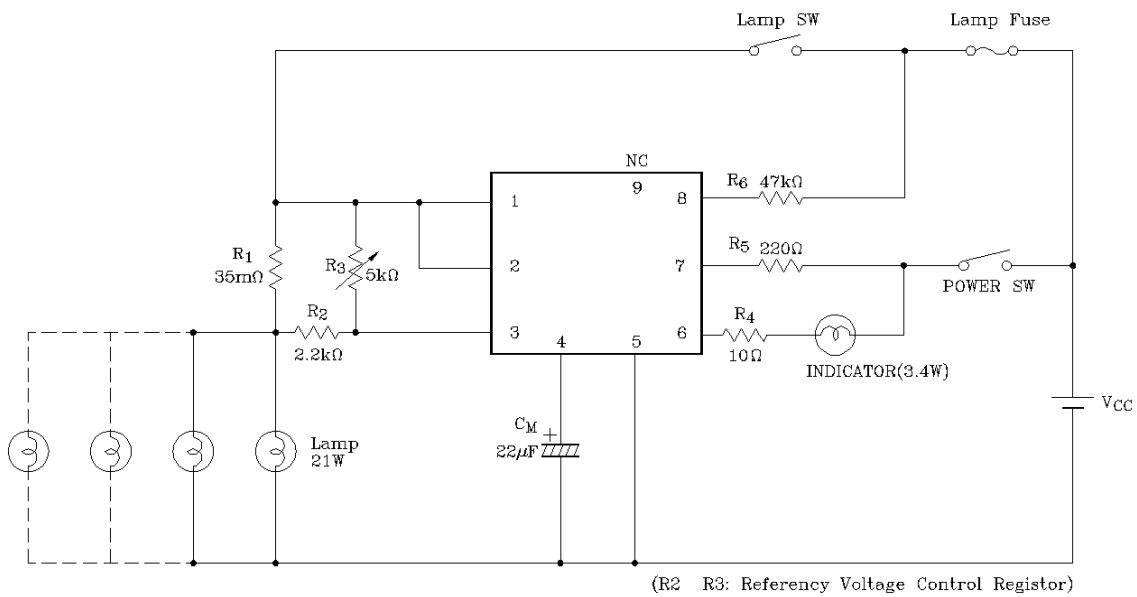 Lamp SW
Lamp Fuse
NC
9
1
8
R6 47kΩ
R1
35mΩ
R3
5kΩ
2
7
R5
220Ω
POWER SW
R2
2.2kΩ
3
4
5
6
R4
10Ω
INDICATOR(3.4W)
VCC
CM
+
22μF
Lamp
21W
(R2 R3: Referency Voltage Control Registor)